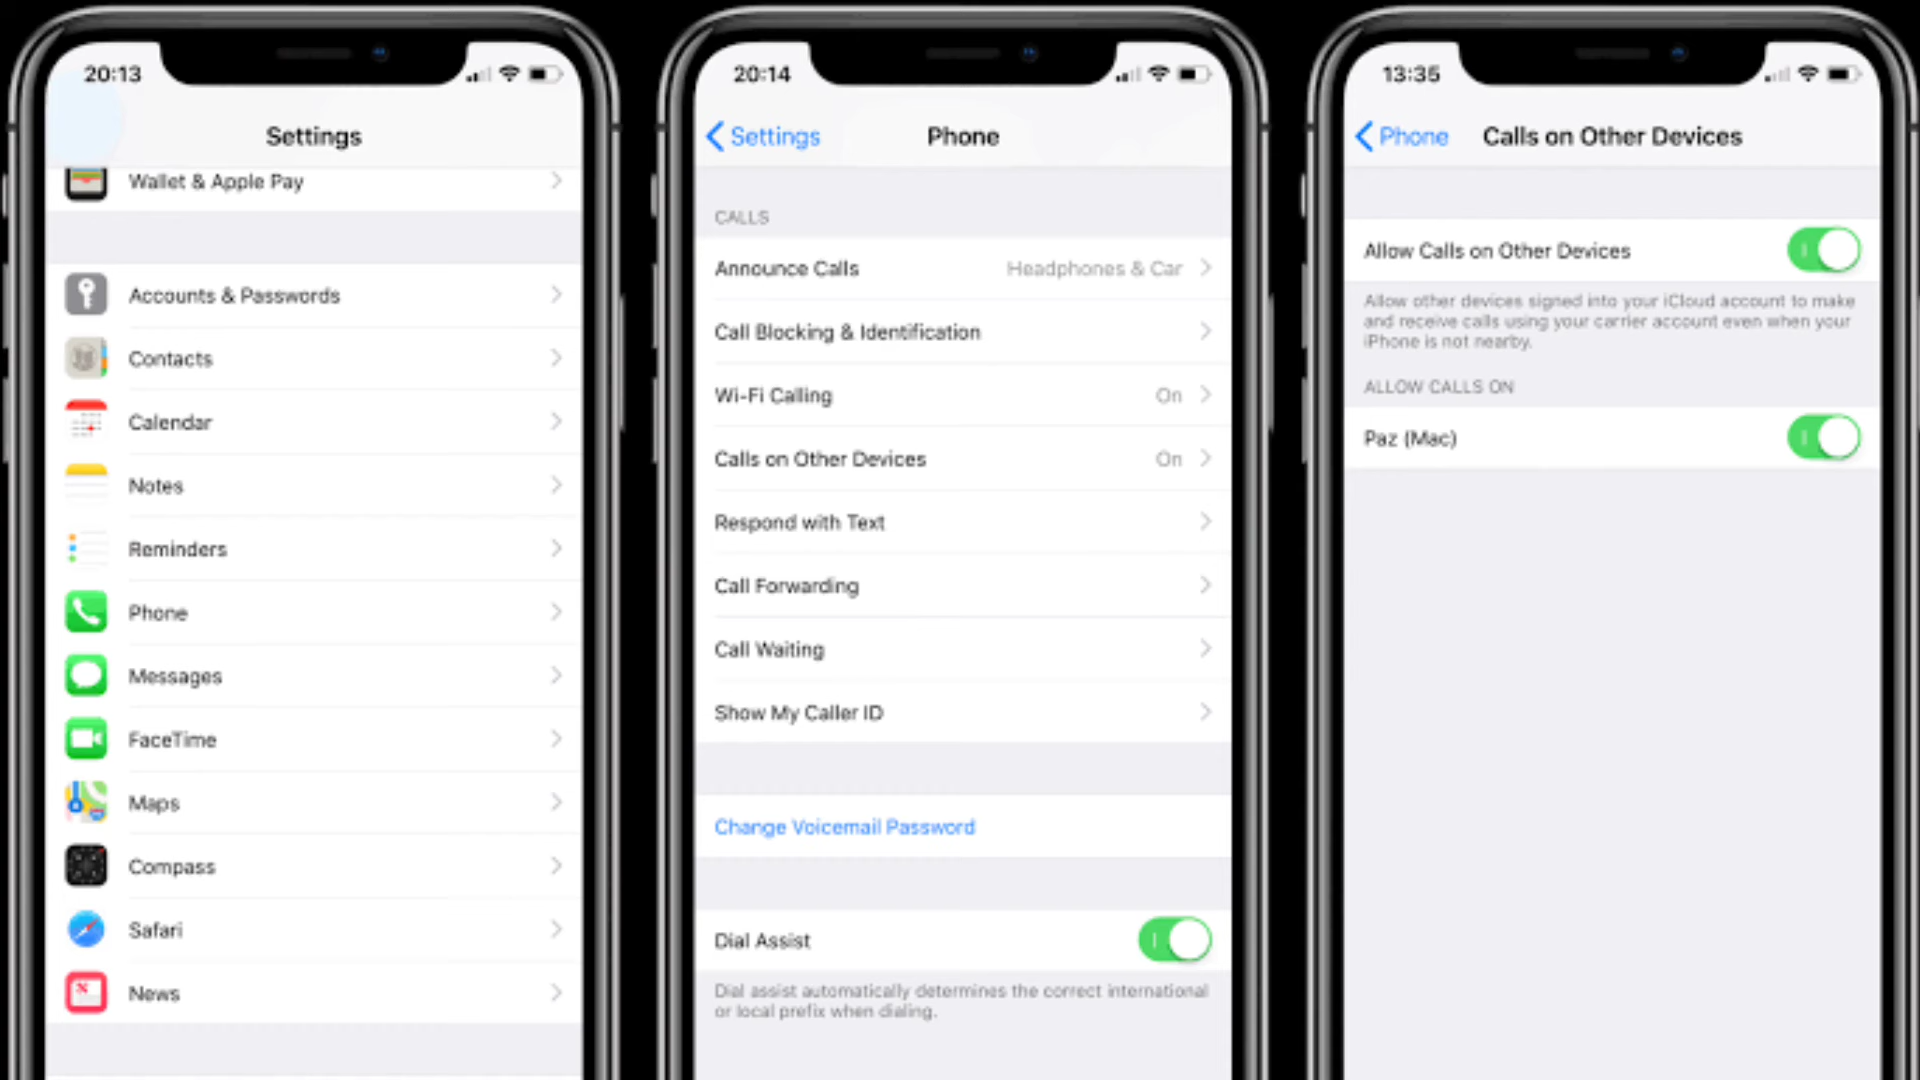 20:13
Settings
Wallet & Apple Pay
Accounts & Passwords
Contacts
Calendar
Notes
Reminders
Phone
Messages
FaceTime
Maps
Compass
Safari
News
20:14
Settings
Phone
CALLS
Announce Calls Headphones & Car
Call Blocking & Identification
Wi-Fi Calling On
Calls on Other Devices On
Respond with Text
Call Forwarding
Call Waiting
Show My Caller ID
Change Voicemail Password
Dial Assist
Dial assist automatically determines the correct international
or local prefix when dialing.
13:35
Phone
Calls on Other Devices
Allow Calls on Other Devices
Allow other devices signed into your iCloud account to make
and receive calls using your carrier account even when your
iPhone is not nearby.
ALLOW CALLS ON
Paz (Mac)